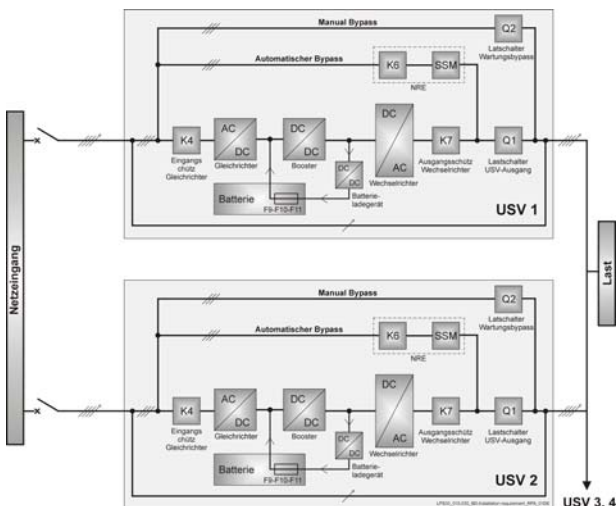 Netzeingang
Manual Bypass
Q2
Latschalter
Wartungsbypass
Automatischer Bypass
K6
SSM
NRE
K4
Eingangs
chütz
Gleichrichter
AC
DC
Gleichrichter
DC
DC
Booster
DC
DC
Batterie-
ladegerät
DC
AC
Wechselrichter
K7
Ausgangsschütz
Wechselrichter
Q1
Lastschalter
USV-Ausgang
Batterie
F9-F10-F11
USV 1
Last
Manual Bypass
Q2
Latschalter
Wartungsbypass
Automatischer Bypass
K6
SSM
NRE
K4
Eingangs
chütz
Gleichrichter
AC
DC
Gleichrichter
DC
DC
Booster
DC
DC
Batterie-
ladegerät
DC
AC
Wechselrichter
K7
Ausgangsschütz
Wechselrichter
Q1
Lastschalter
USV-Ausgang
Batterie
F9-F10-F11
USV 2
USV 3, 4